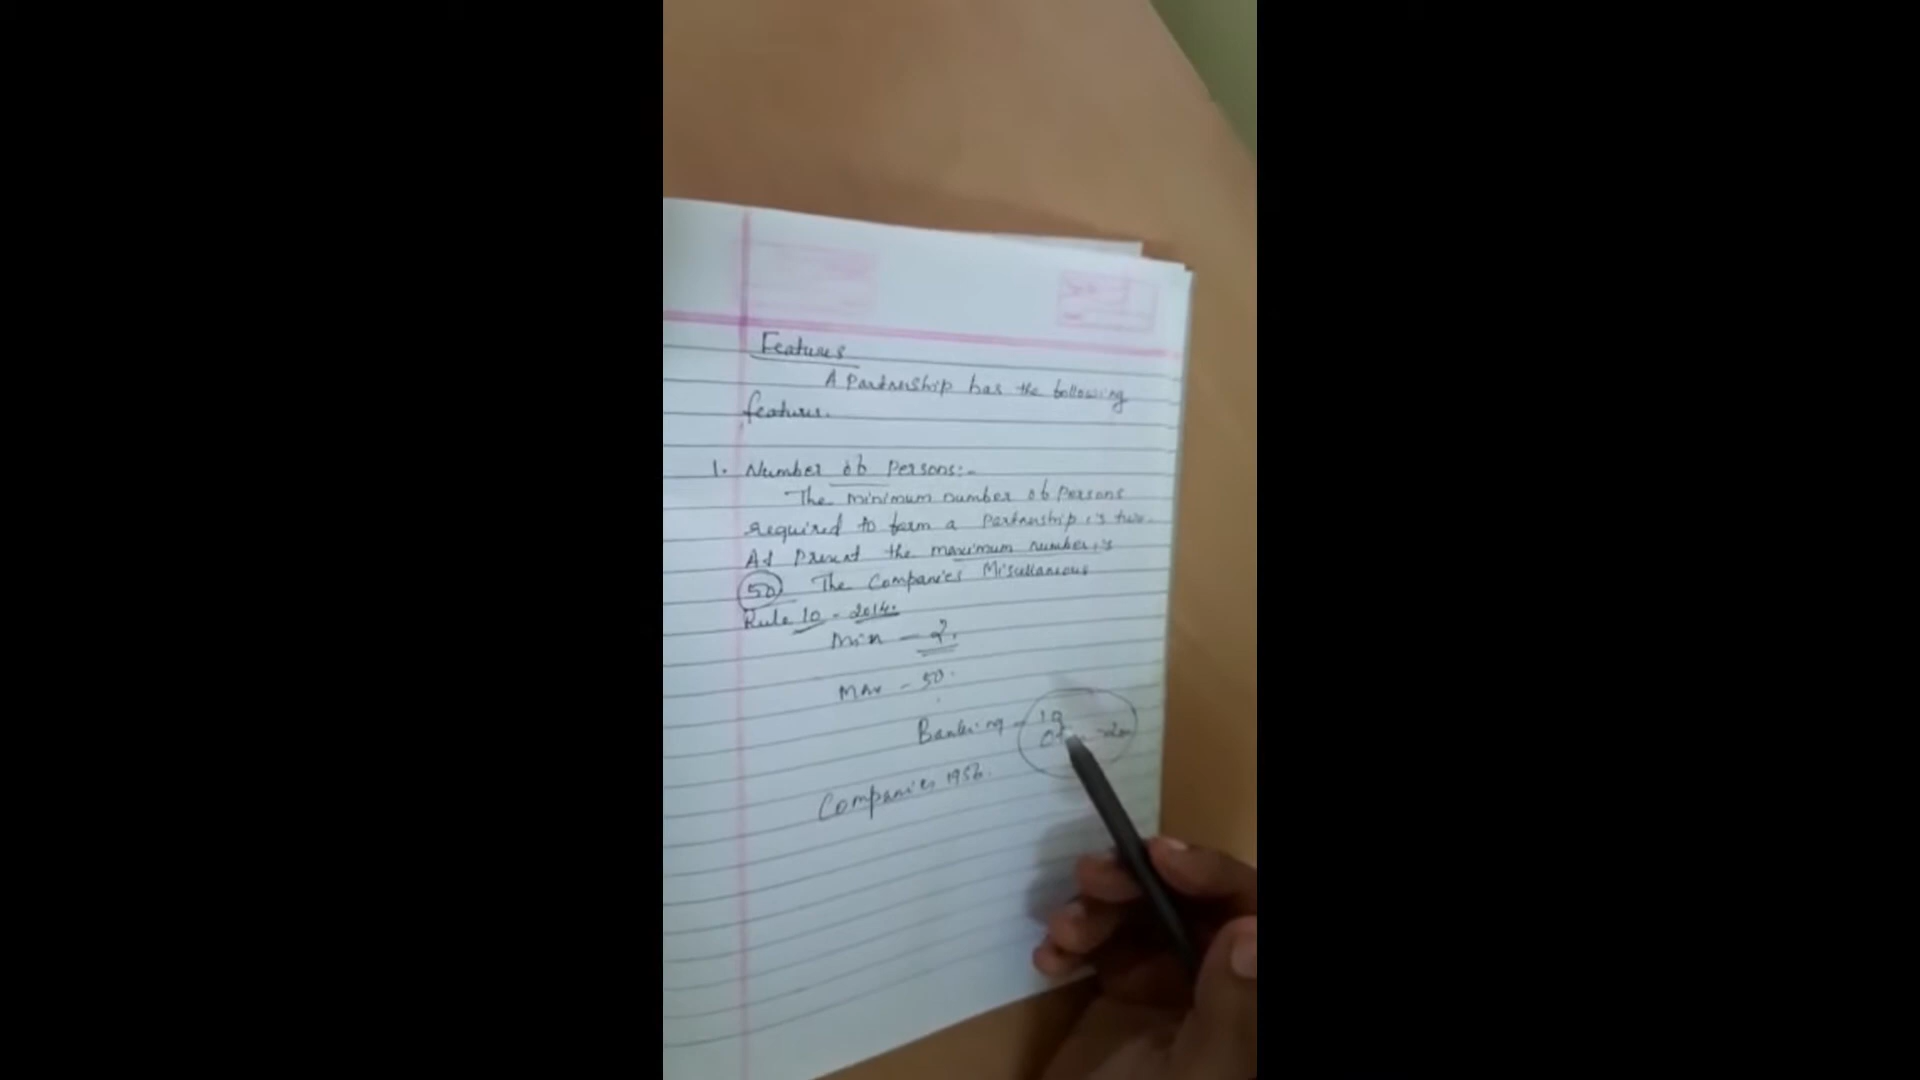 Features
A Partnership has the following
features.
1. Number of Persons:-
The minimum number of Persons
required to form a Partnership is two.
At Present the maximum number is
50. The Companies Miscellaneous
Rule 10 - 2014.
Min - 2.
Max - 50.
Banking - 10
Companies 1956.